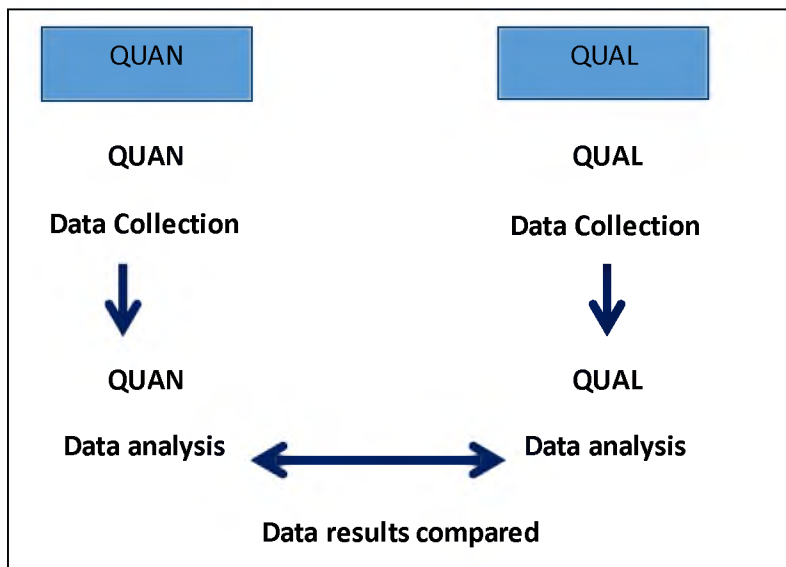 QUAN
QUAL
QUAN
QUAL
Data Collection
Data Collection
QUAN
QUAL
Data analysis
Data analysis
Data results compared